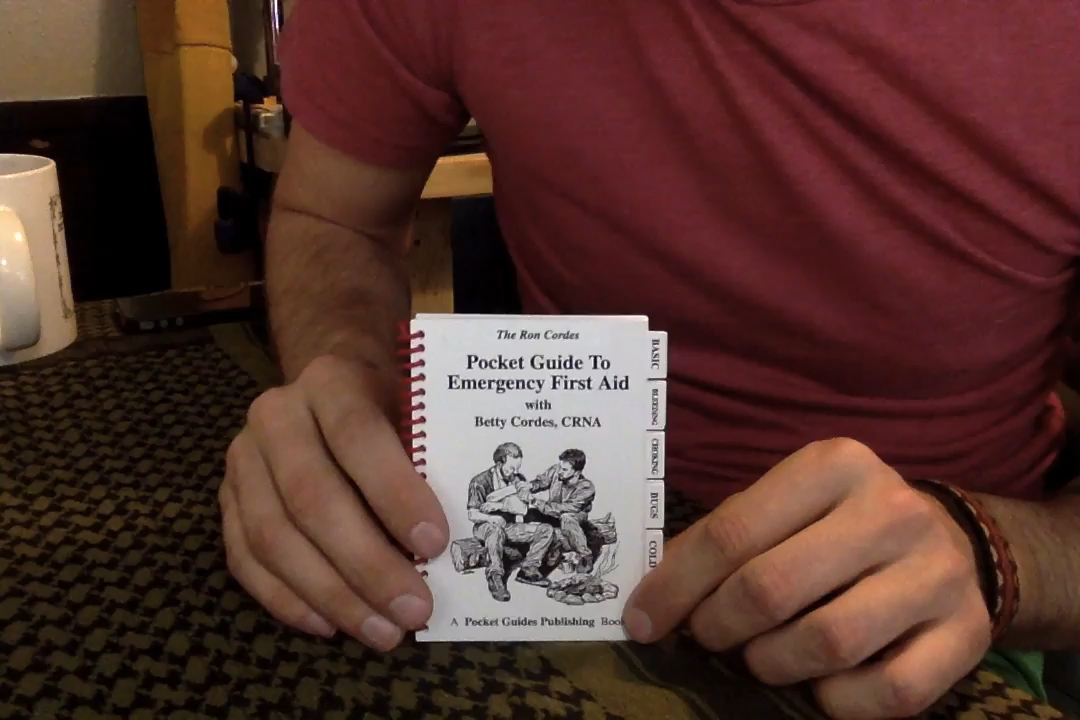 The Ron Cordes
Pocket Guide To
Emergency First Aid
with
Betty Cordes, CRNA
A Pocket Guides Publishing Book
BASIC
BLEEDING
CHOKING
BUGS
COLD